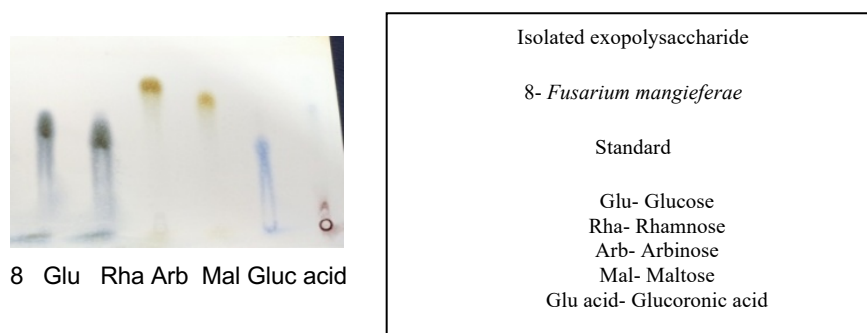 8 Glu Rha Arb Mal Gluc acid
Isolated exopolysaccharide
8- Fusarium mangieferae
Standard
Glu- Glucose
Rha- Rhamnose
Arb- Arbinose
Mal- Maltose
Glu acid- Glucoronic acid